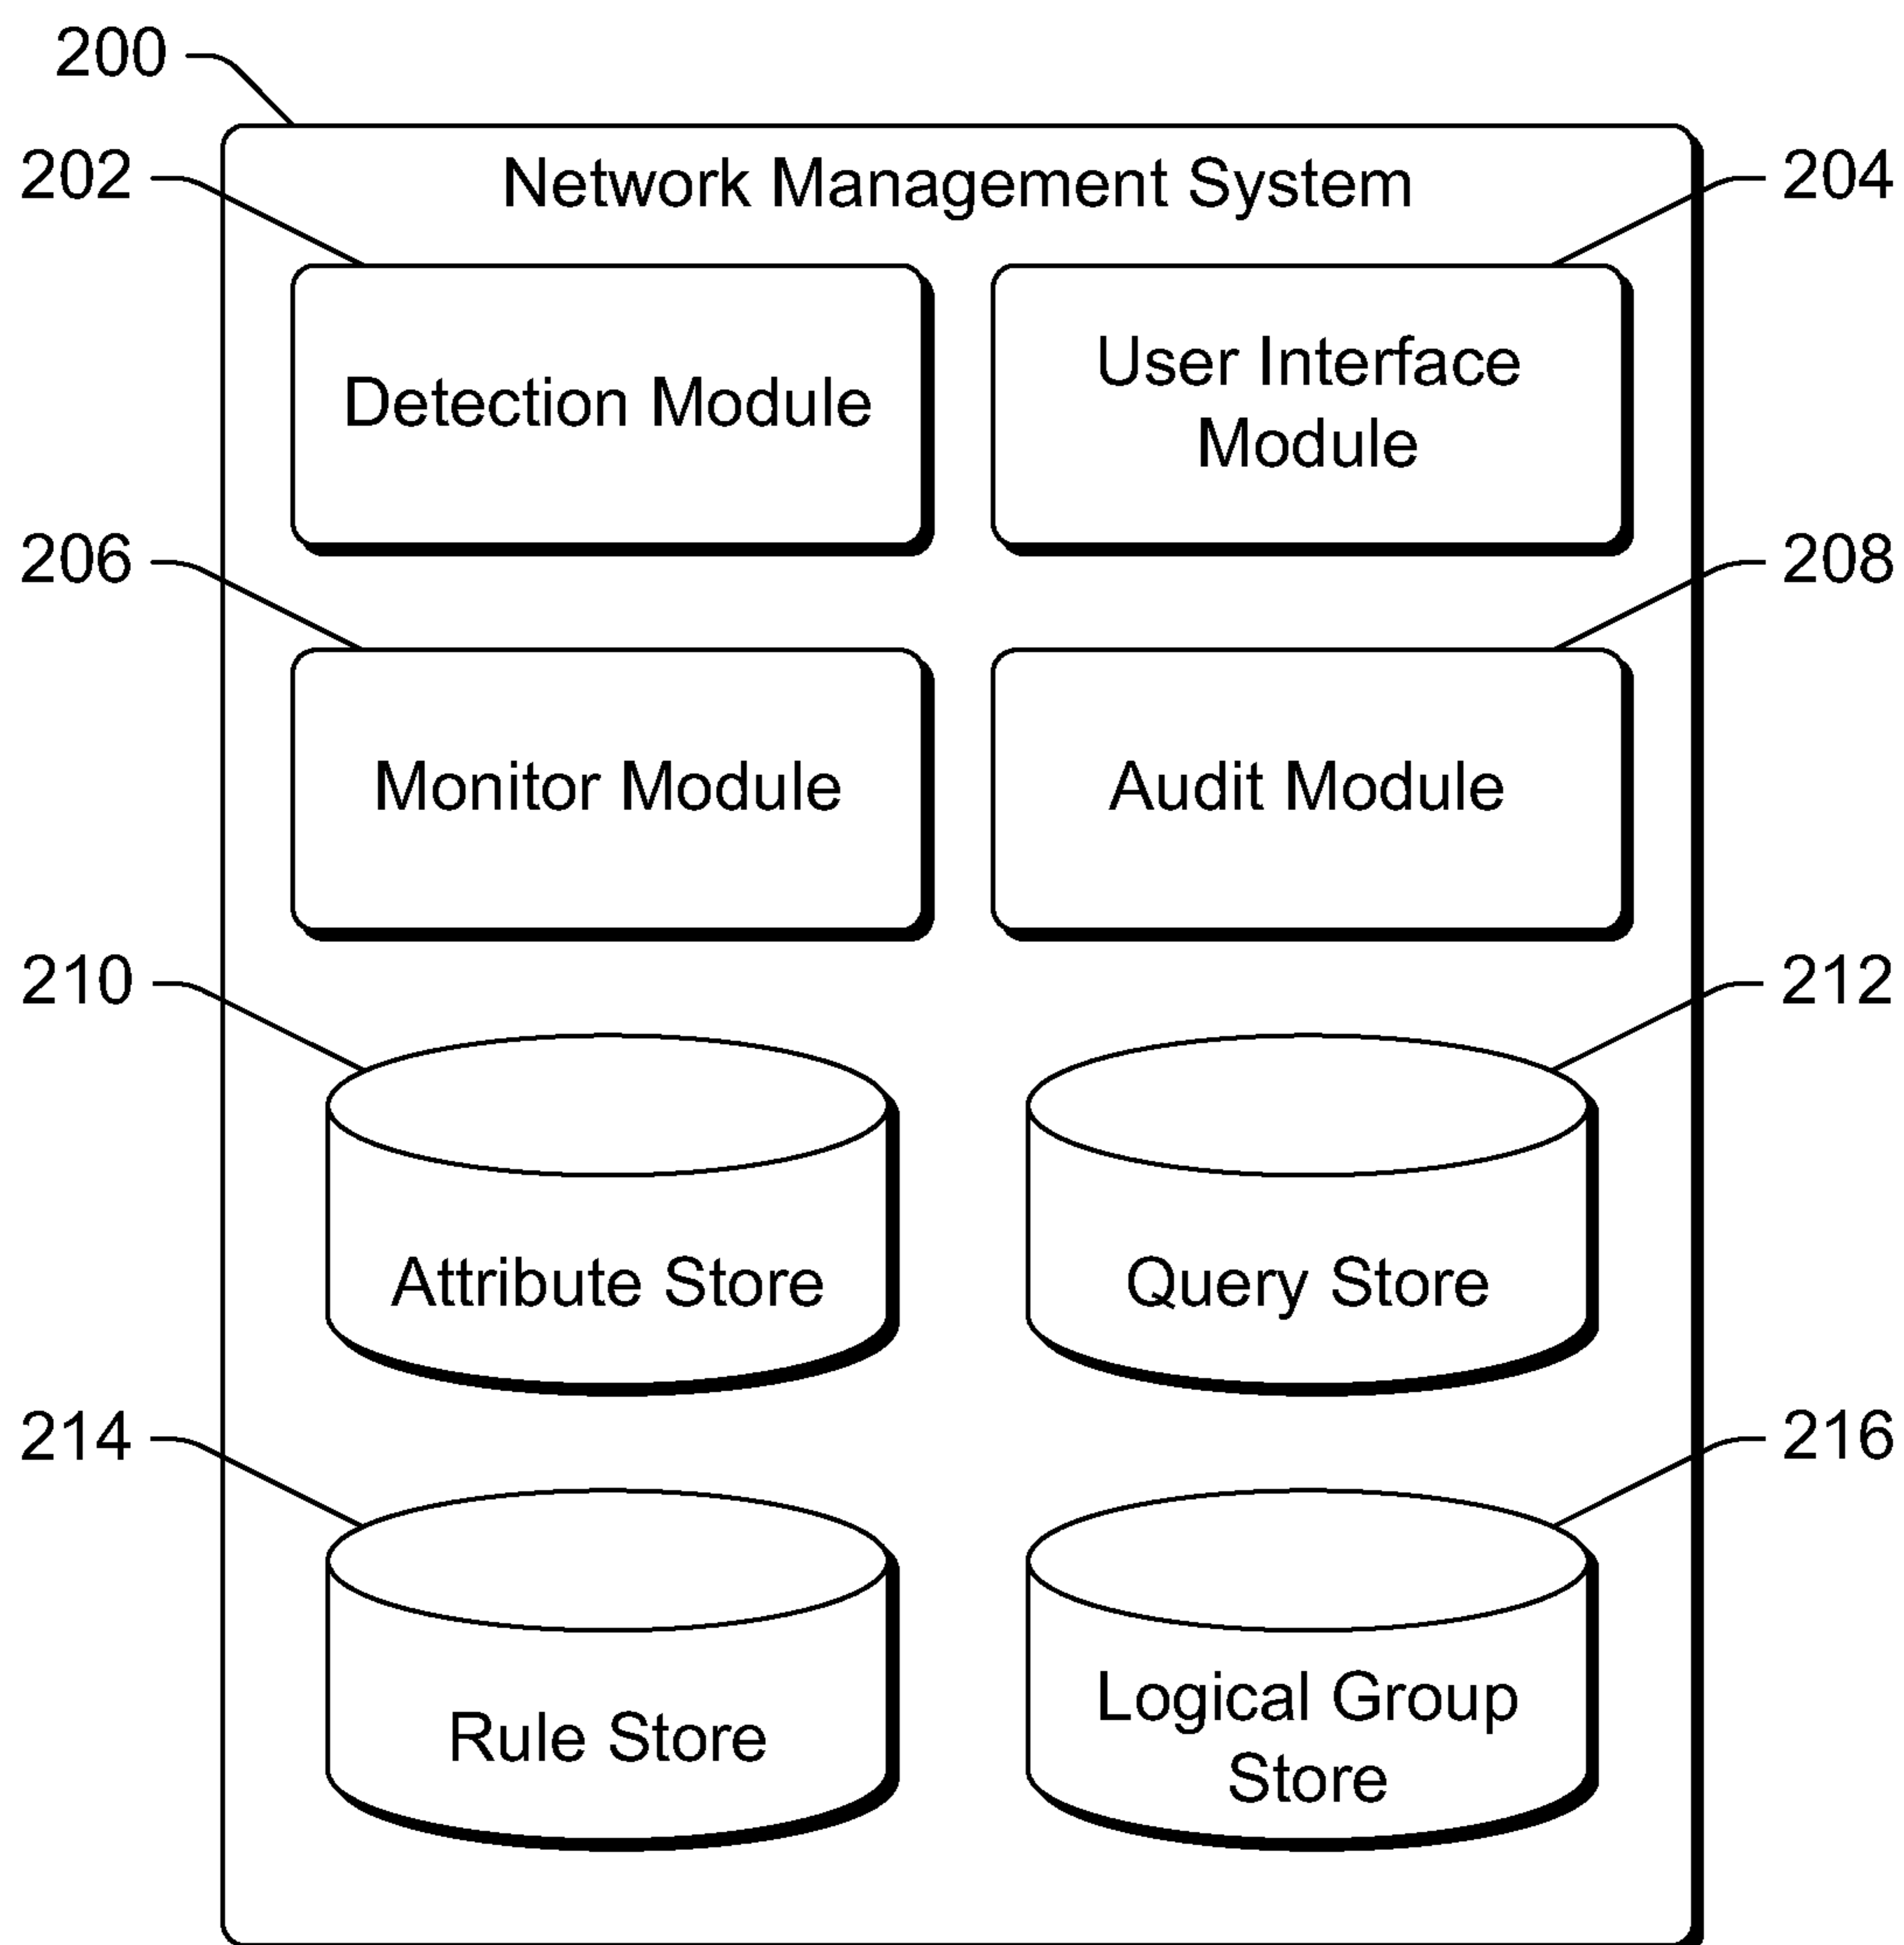 200
Network Management System
202
204
Detection Module
User Interface
Module
206
208
Monitor Module
Audit Module
210
212
Attribute Store
Query Store
214
216
Rule Store
Logical Group
Store